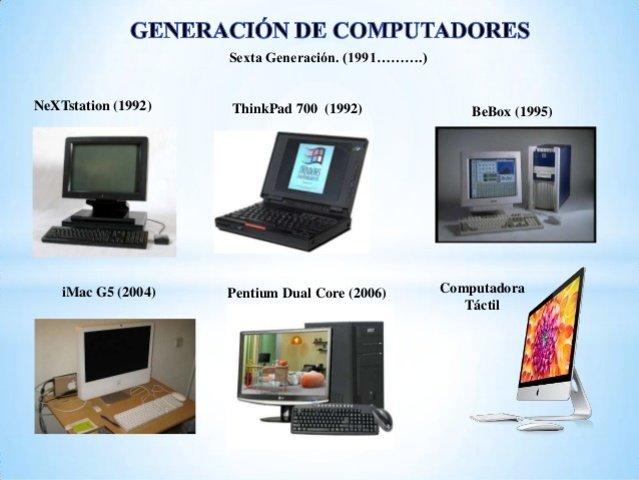 GENERACIÓN DE COMPUTADORES
Sexta Generación. (1991……….)
NeXTstation (1992)
ThinkPad 700 (1992)
BeBox (1995)
iMac G5 (2004)
Pentium Dual Core (2006)
Computadora
Táctil